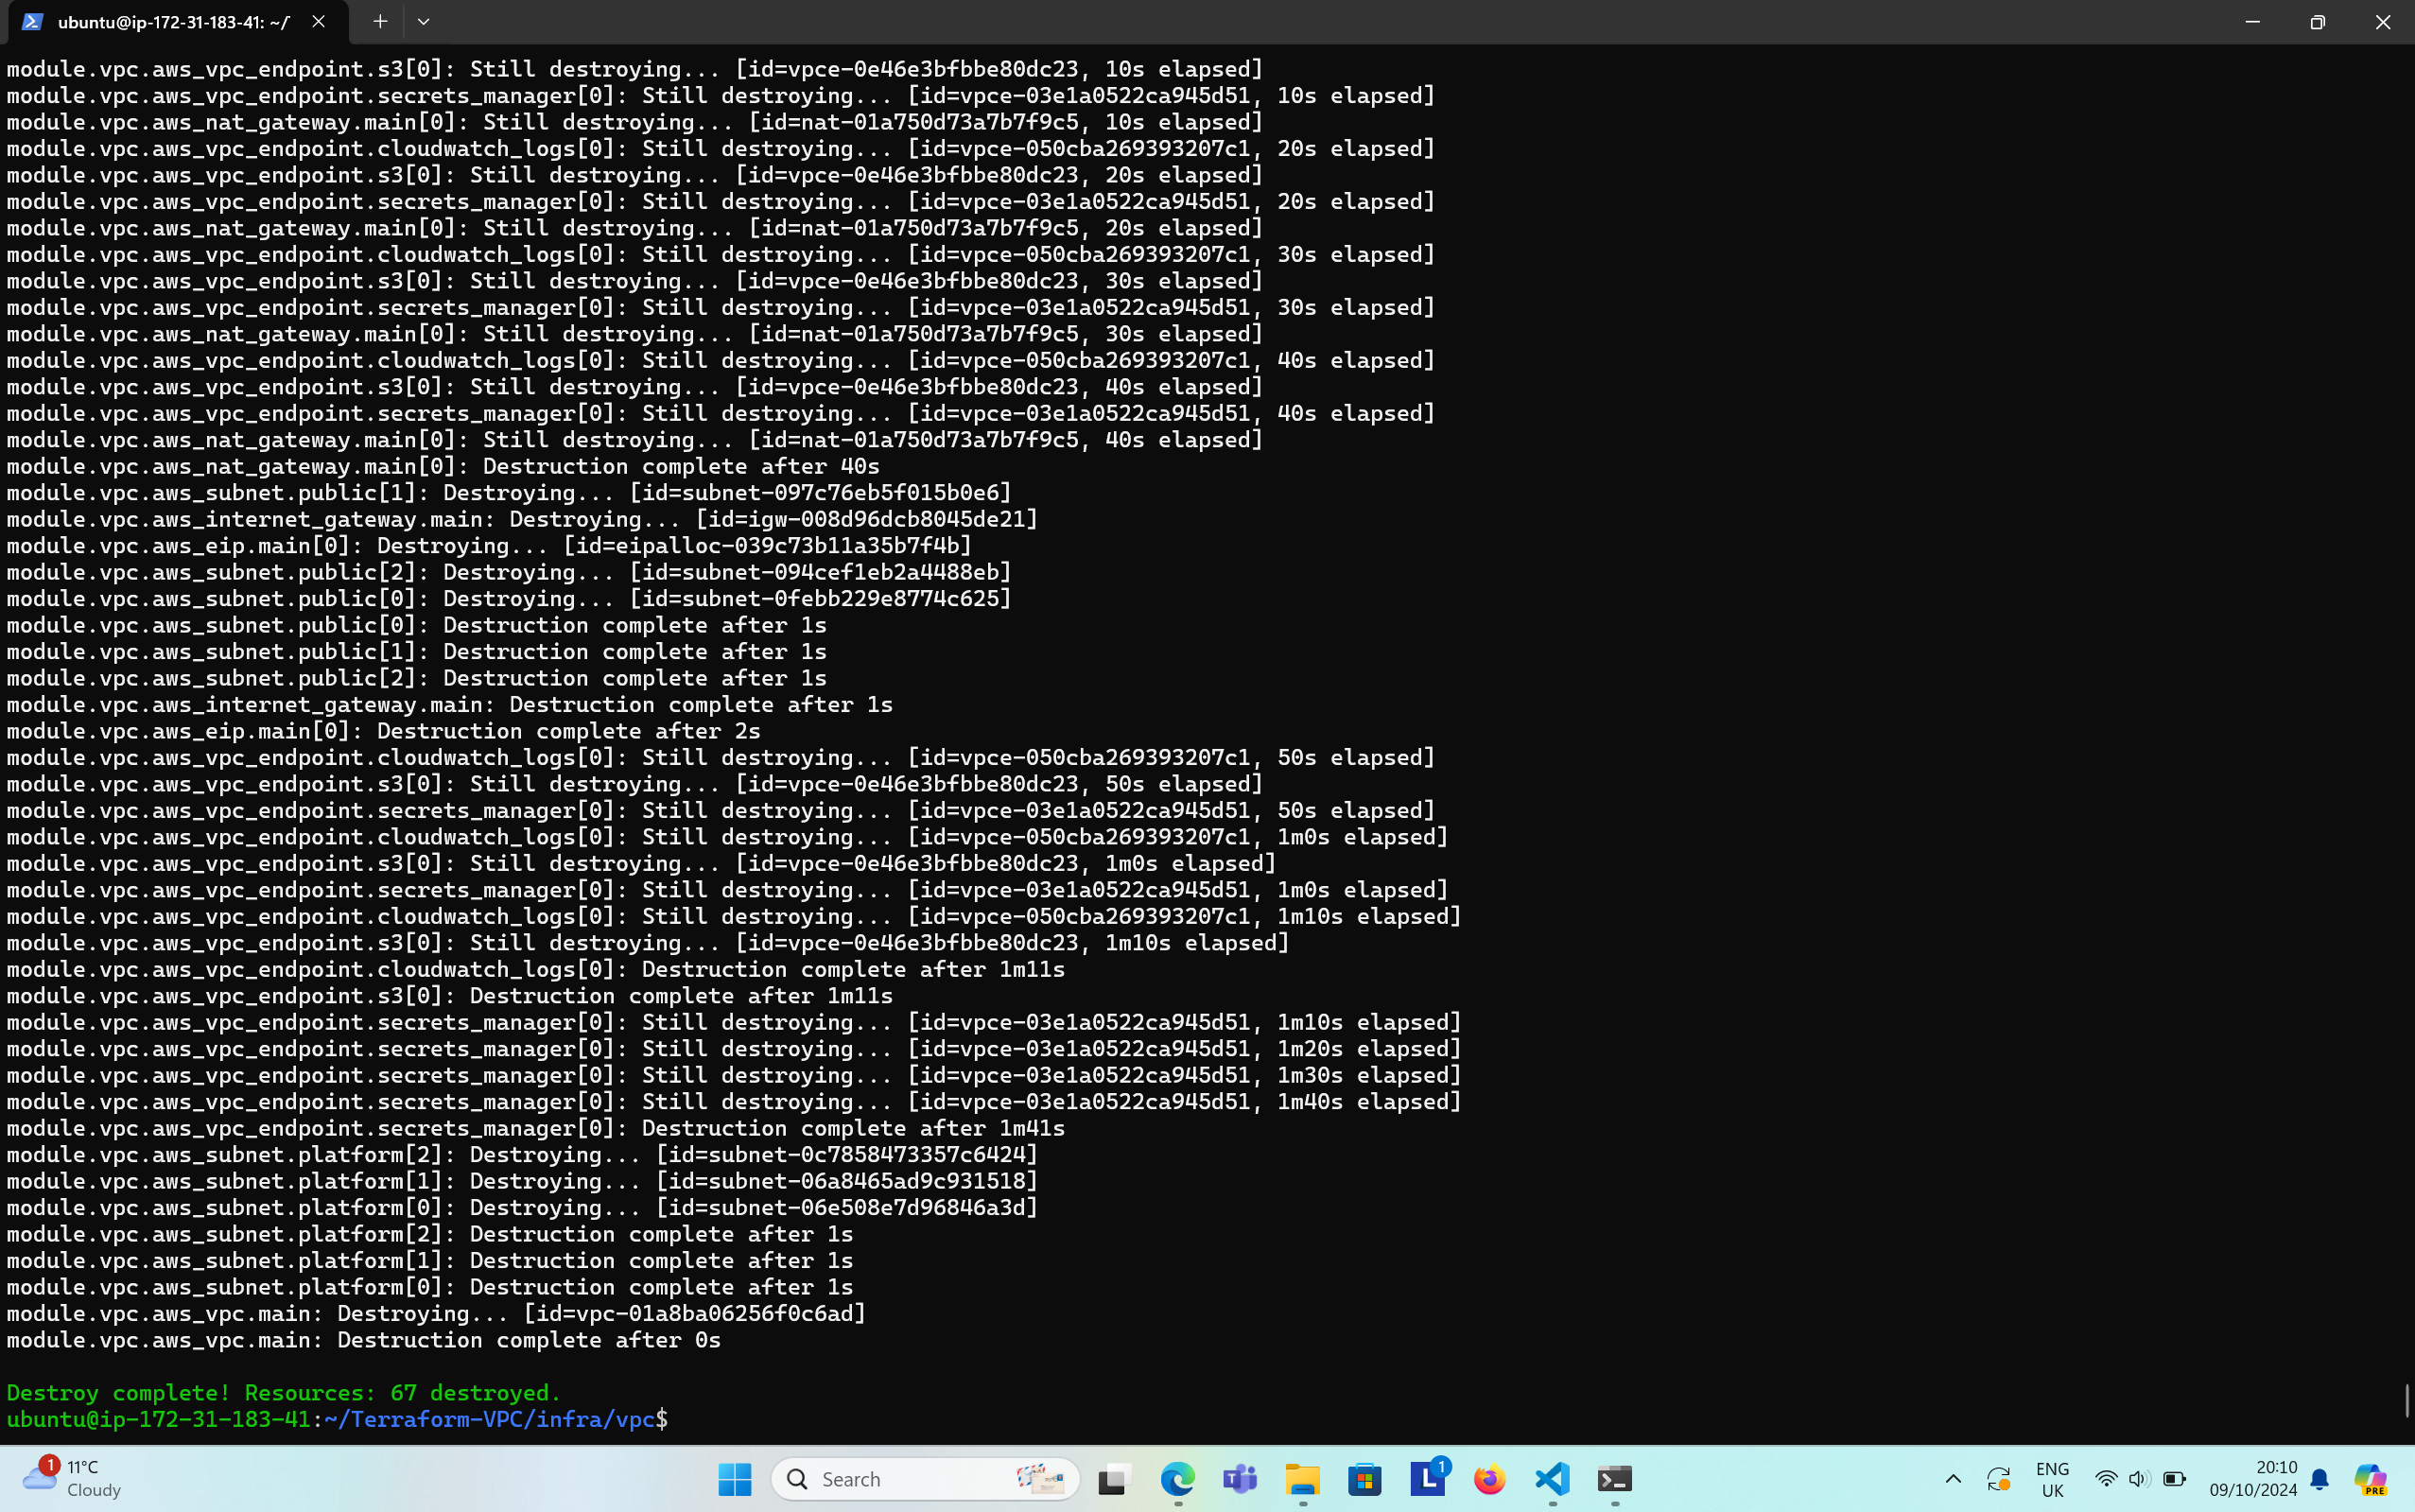 ubuntu@ip-172-31-183-41: ~/
module.vpc.aws_vpc_endpoint.s3[0]: Still destroying... [id=vpce-0e46e3bfbbe80dc23, 10s elapsed]
module.vpc.aws_vpc_endpoint.secrets_manager[0]: Still destroying... [id=vpce-03e1a0522ca945d51, 10s elapsed]
module.vpc.aws_nat_gateway.main[0]: Still destroying... [id=nat-01a750d73a7b7f9c5, 10s elapsed]
module.vpc.aws_vpc_endpoint.cloudwatch_logs[0]: Still destroying... [id=vpce-050cba269393207c1, 20s elapsed]
module.vpc.aws_vpc_endpoint.s3[0]: Still destroying... [id=vpce-0e46e3bfbbe80dc23, 20s elapsed]
module.vpc.aws_vpc_endpoint.secrets_manager[0]: Still destroying... [id=vpce-03e1a0522ca945d51, 20s elapsed]
module.vpc.aws_nat_gateway.main[0]: Still destroying... [id=nat-01a750d73a7b7f9c5, 20s elapsed]
module.vpc.aws_vpc_endpoint.cloudwatch_logs[0]: Still destroying... [id=vpce-050cba269393207c1, 30s elapsed]
module.vpc.aws_vpc_endpoint.s3[0]: Still destroying... [id=vpce-0e46e3bfbbe80dc23, 30s elapsed]
module.vpc.aws_vpc_endpoint.secrets_manager[0]: Still destroying... [id=vpce-03e1a0522ca945d51, 30s elapsed]
module.vpc.aws_nat_gateway.main[0]: Still destroying... [id=nat-01a750d73a7b7f9c5, 30s elapsed]
module.vpc.aws_vpc_endpoint.cloudwatch_logs[0]: Still destroying... [id=vpce-050cba269393207c1, 40s elapsed]
module.vpc.aws_vpc_endpoint.s3[0]: Still destroying... [id=vpce-0e46e3bfbbe80dc23, 40s elapsed]
module.vpc.aws_vpc_endpoint.secrets_manager[0]: Still destroying... [id=vpce-03e1a0522ca945d51, 40s elapsed]
module.vpc.aws_nat_gateway.main[0]: Still destroying... [id=nat-01a750d73a7b7f9c5, 40s elapsed]
module.vpc.aws_nat_gateway.main[0]: Destruction complete after 40s
module.vpc.aws_subnet.public[1]: Destroying... [id=subnet-097c76eb5f015b0e6]
module.vpc.aws_internet_gateway.main: Destroying... [id=igw-008d96dcb8045de21]
module.vpc.aws_eip.main[0]: Destroying... [id=eipalloc-039c73b11a35b7f4b]
module.vpc.aws_subnet.public[2]: Destroying... [id=subnet-094cef1eb2a4488eb]
module.vpc.aws_subnet.public[0]: Destroying... [id=subnet-0febb229e8774c625]
module.vpc.aws_subnet.public[0]: Destruction complete after 1s
module.vpc.aws_subnet.public[1]: Destruction complete after 1s
module.vpc.aws_subnet.public[2]: Destruction complete after 1s
module.vpc.aws_internet_gateway.main: Destruction complete after 1s
module.vpc.aws_eip.main[0]: Destruction complete after 2s
module.vpc.aws_vpc_endpoint.cloudwatch_logs[0]: Still destroying... [id=vpce-050cba269393207c1, 50s elapsed]
module.vpc.aws_vpc_endpoint.s3[0]: Still destroying... [id=vpce-0e46e3bfbbe80dc23, 50s elapsed]
module.vpc.aws_vpc_endpoint.secrets_manager[0]: Still destroying... [id=vpce-03e1a0522ca945d51, 50s elapsed]
module.vpc.aws_vpc_endpoint.cloudwatch_logs[0]: Still destroying... [id=vpce-050cba269393207c1, 1m0s elapsed]
module.vpc.aws_vpc_endpoint.s3[0]: Still destroying... [id=vpce-0e46e3bfbbe80dc23, 1m0s elapsed]
module.vpc.aws_vpc_endpoint.secrets_manager[0]: Still destroying... [id=vpce-03e1a0522ca945d51, 1m0s elapsed]
module.vpc.aws_vpc_endpoint.cloudwatch_logs[0]: Still destroying... [id=vpce-050cba269393207c1, 1m10s elapsed]
module.vpc.aws_vpc_endpoint.s3[0]: Still destroying... [id=vpce-0e46e3bfbbe80dc23, 1m10s elapsed]
module.vpc.aws_vpc_endpoint.cloudwatch_logs[0]: Destruction complete after 1m11s
module.vpc.aws_vpc_endpoint.s3[0]: Destruction complete after 1m11s
module.vpc.aws_vpc_endpoint.secrets_manager[0]: Still destroying... [id=vpce-03e1a0522ca945d51, 1m10s elapsed]
module.vpc.aws_vpc_endpoint.secrets_manager[0]: Still destroying... [id=vpce-03e1a0522ca945d51, 1m20s elapsed]
module.vpc.aws_vpc_endpoint.secrets_manager[0]: Still destroying... [id=vpce-03e1a0522ca945d51, 1m30s elapsed]
module.vpc.aws_vpc_endpoint.secrets_manager[0]: Still destroying... [id=vpce-03e1a0522ca945d51, 1m40s elapsed]
module.vpc.aws_vpc_endpoint.secrets_manager[0]: Destruction complete after 1m41s
module.vpc.aws_subnet.platform[2]: Destroying... [id=subnet-0c7858473357c6424]
module.vpc.aws_subnet.platform[1]: Destroying... [id=subnet-06a8465ad9c931518]
module.vpc.aws_subnet.platform[0]: Destroying... [id=subnet-06e508e7d96846a3d]
module.vpc.aws_subnet.platform[2]: Destruction complete after 1s
module.vpc.aws_subnet.platform[1]: Destruction complete after 1s
module.vpc.aws_subnet.platform[0]: Destruction complete after 1s
module.vpc.aws_vpc.main: Destroying... [id=vpc-01a8ba06256f0c6ad]
module.vpc.aws_vpc.main: Destruction complete after 0s
Destroy complete! Resources: 67 destroyed.
ubuntu@ip-172-31-183-41:~/Terraform-VPC/infra/vpc$
1
11°C
Cloudy
Search
L
1
ENG
UK
20:10
09/10/2024
PRE